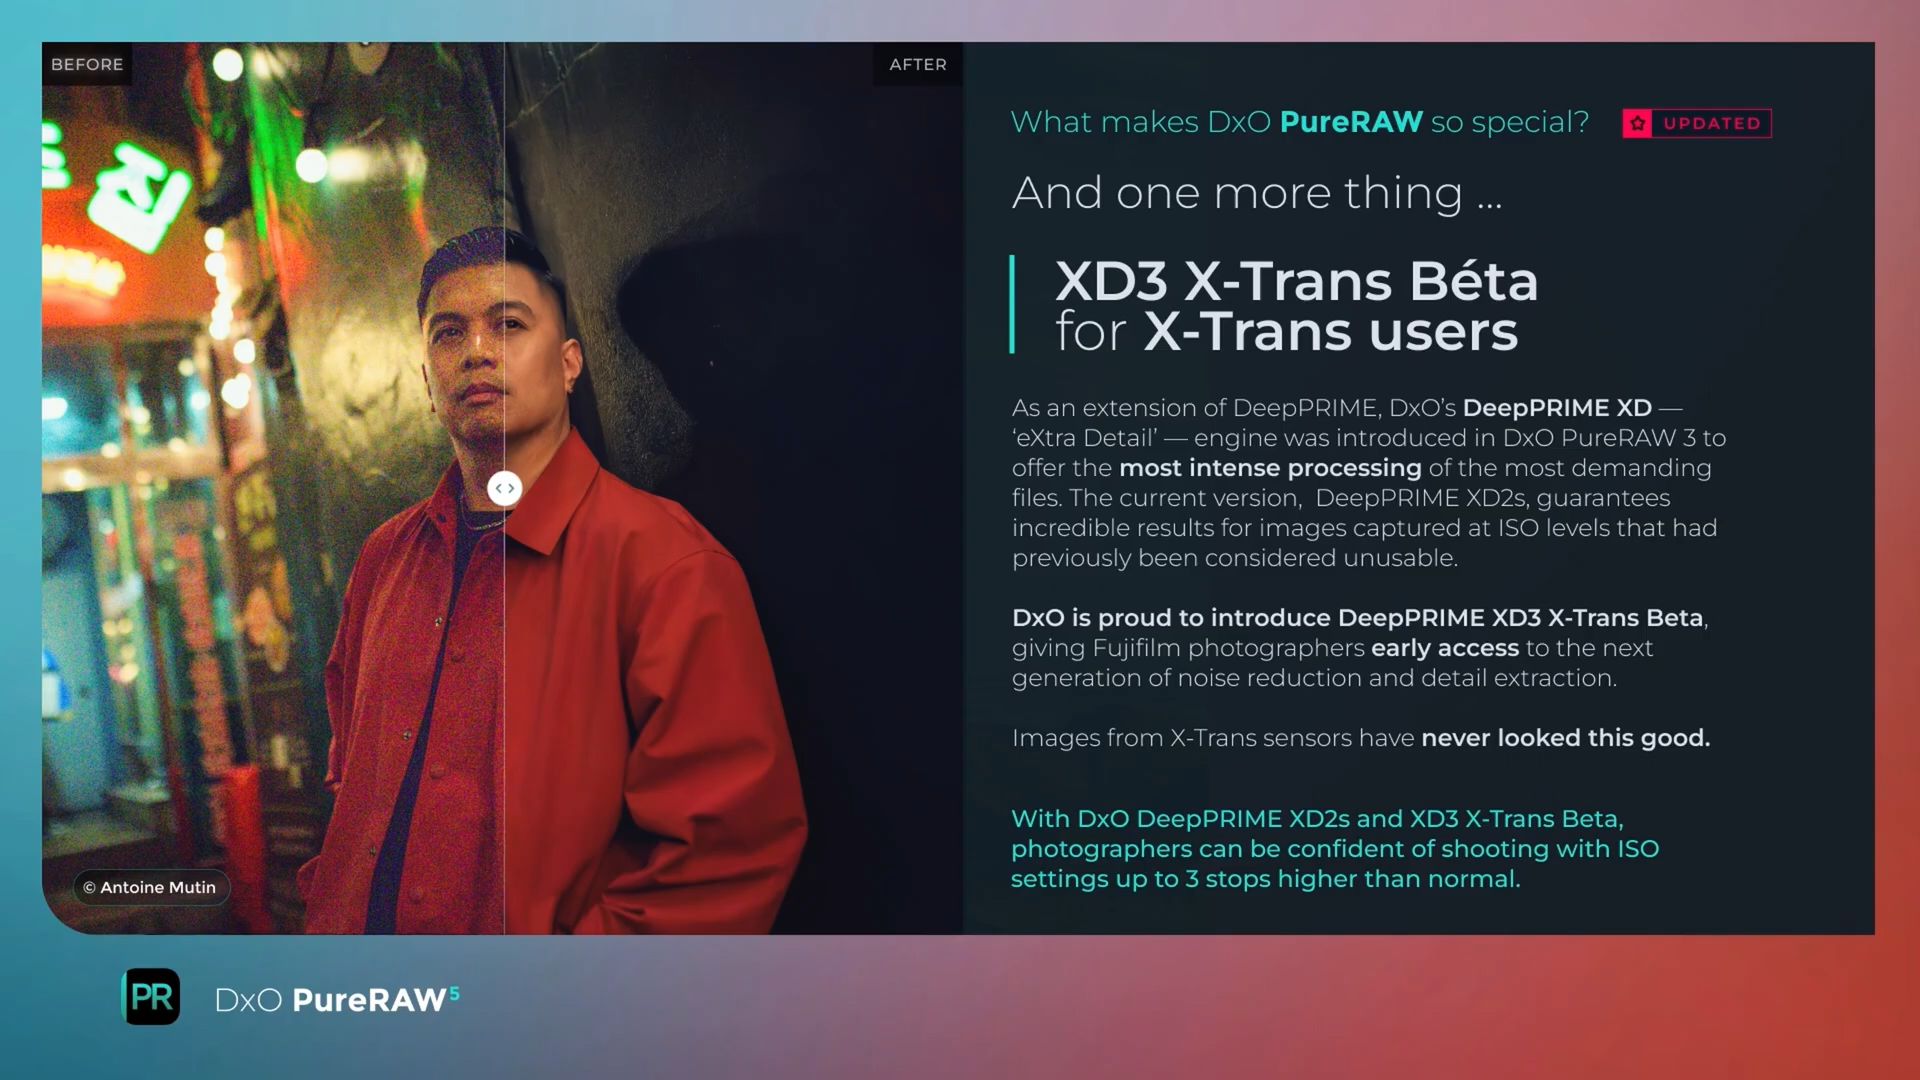 BEFORE
AFTER
진
© Antoine Mutin
What makes DxO PureRAW so special?
UPDATED
And one more thing ...
XD3 X-Trans Béta
for X-Trans users
As an extension of DeepPRIME, DxO’s DeepPRIME XD —
‘eXtra Detail’ — engine was introduced in DxO PureRAW 3 to
offer the most intense processing of the most demanding
files. The current version,  DeepPRIME XD2s, guarantees
incredible results for images captured at ISO levels that had
previously been considered unusable.
DxO is proud to introduce DeepPRIME XD3 X-Trans Beta,
giving Fujifilm photographers early access to the next
generation of noise reduction and detail extraction.
Images from X-Trans sensors have never looked this good.
With DxO DeepPRIME XD2s and XD3 X-Trans Beta,
photographers can be confident of shooting with ISO
settings up to 3 stops higher than normal.
PR
DxO PureRAW5